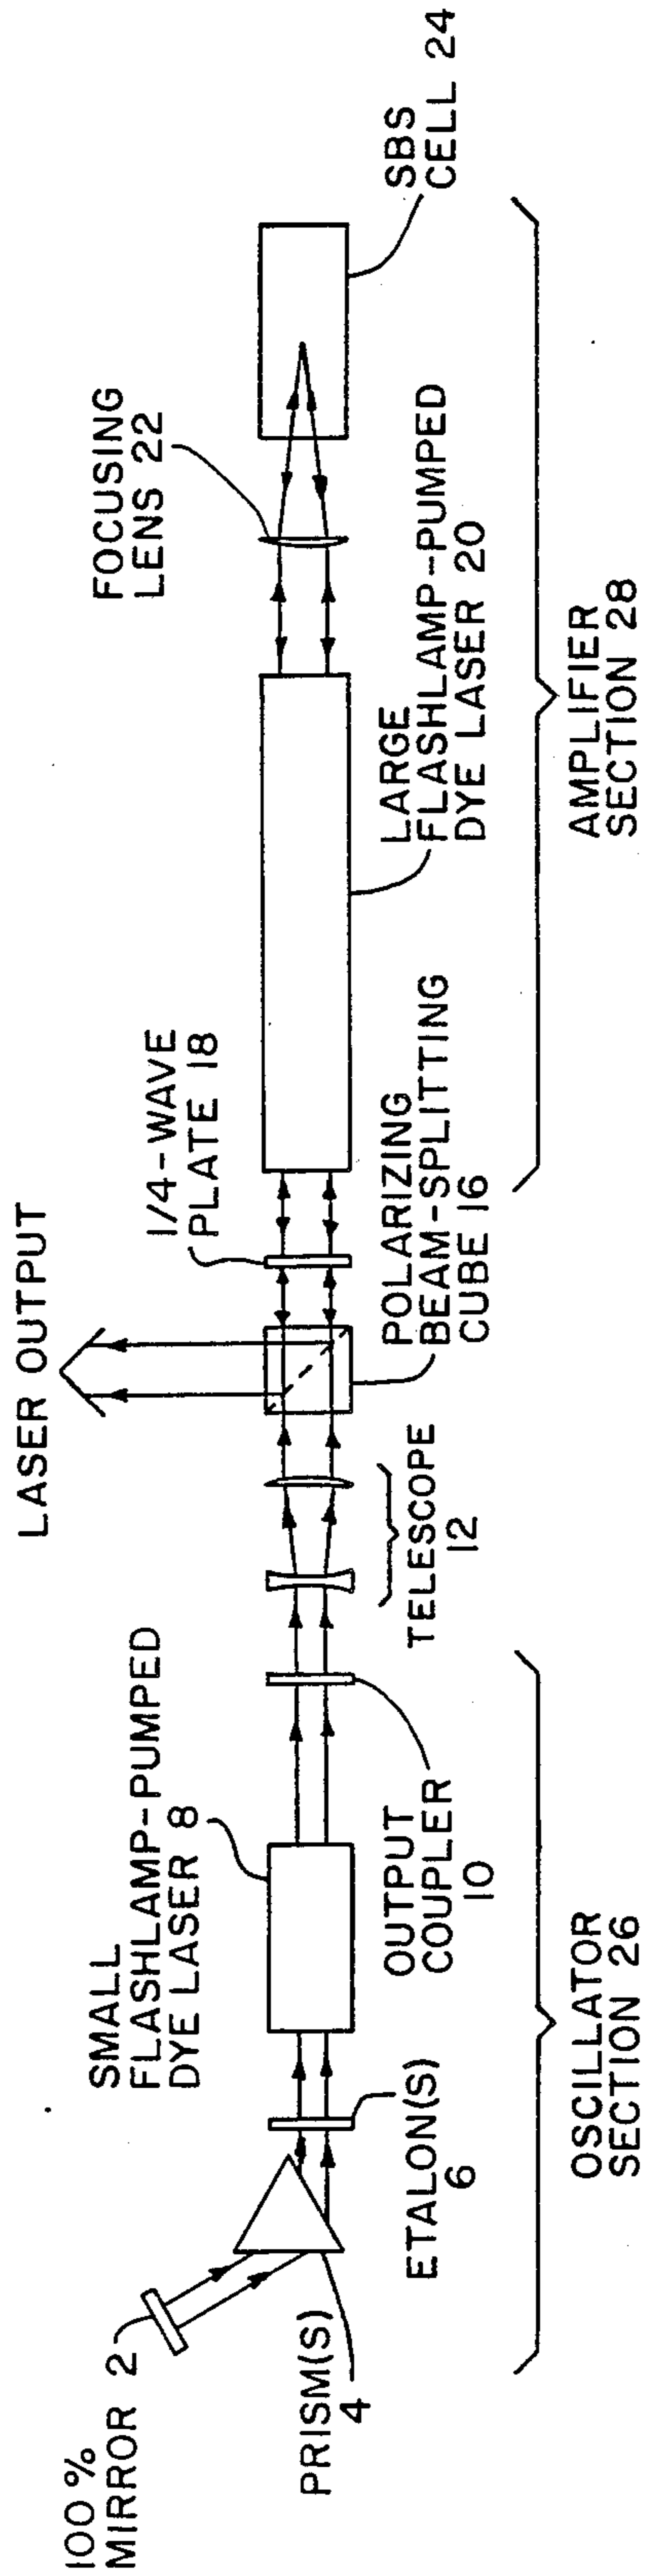 100 %
MIRROR 2
PRISM(S)
4
ETALON(S)
6
SMALL
FLASHLAMP-PUMPED
DYE LASER 8
OUTPUT
COUPLER
10
OSCILLATOR
SECTION 26
TELESCOPE
12
LASER OUTPUT
POLARIZING
BEAM-SPLITTING
CUBE 16
1/4-WAVE
PLATE 18
LARGE
FLASHLAMP-PUMPED
DYE LASER 20
FOCUSING
LENS 22
SBS
CELL 24
AMPLIFIER
SECTION 28